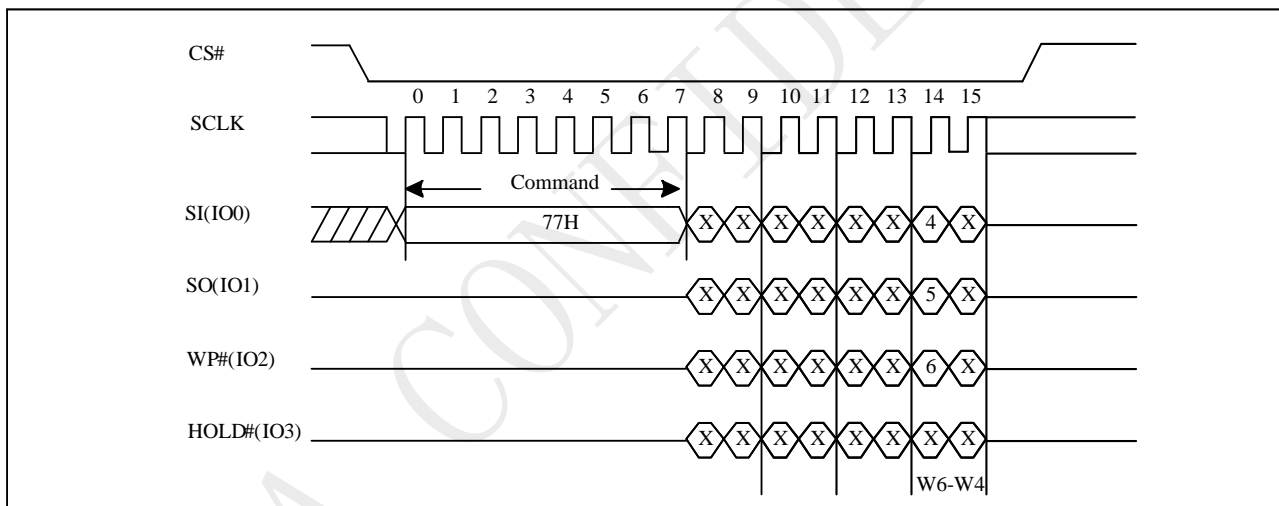 CS#
0 1 2 3 4 5 6 7 8 9 10 11 12 13 14 15
SCLK
Command
SI(IO0) 77H X X X X X X 4 X
SO(IO1) X X X X X X 5 X
WP#(IO2) X X X X X X 6 X
HOLD#(IO3) X X X X X X X X
W6-W4